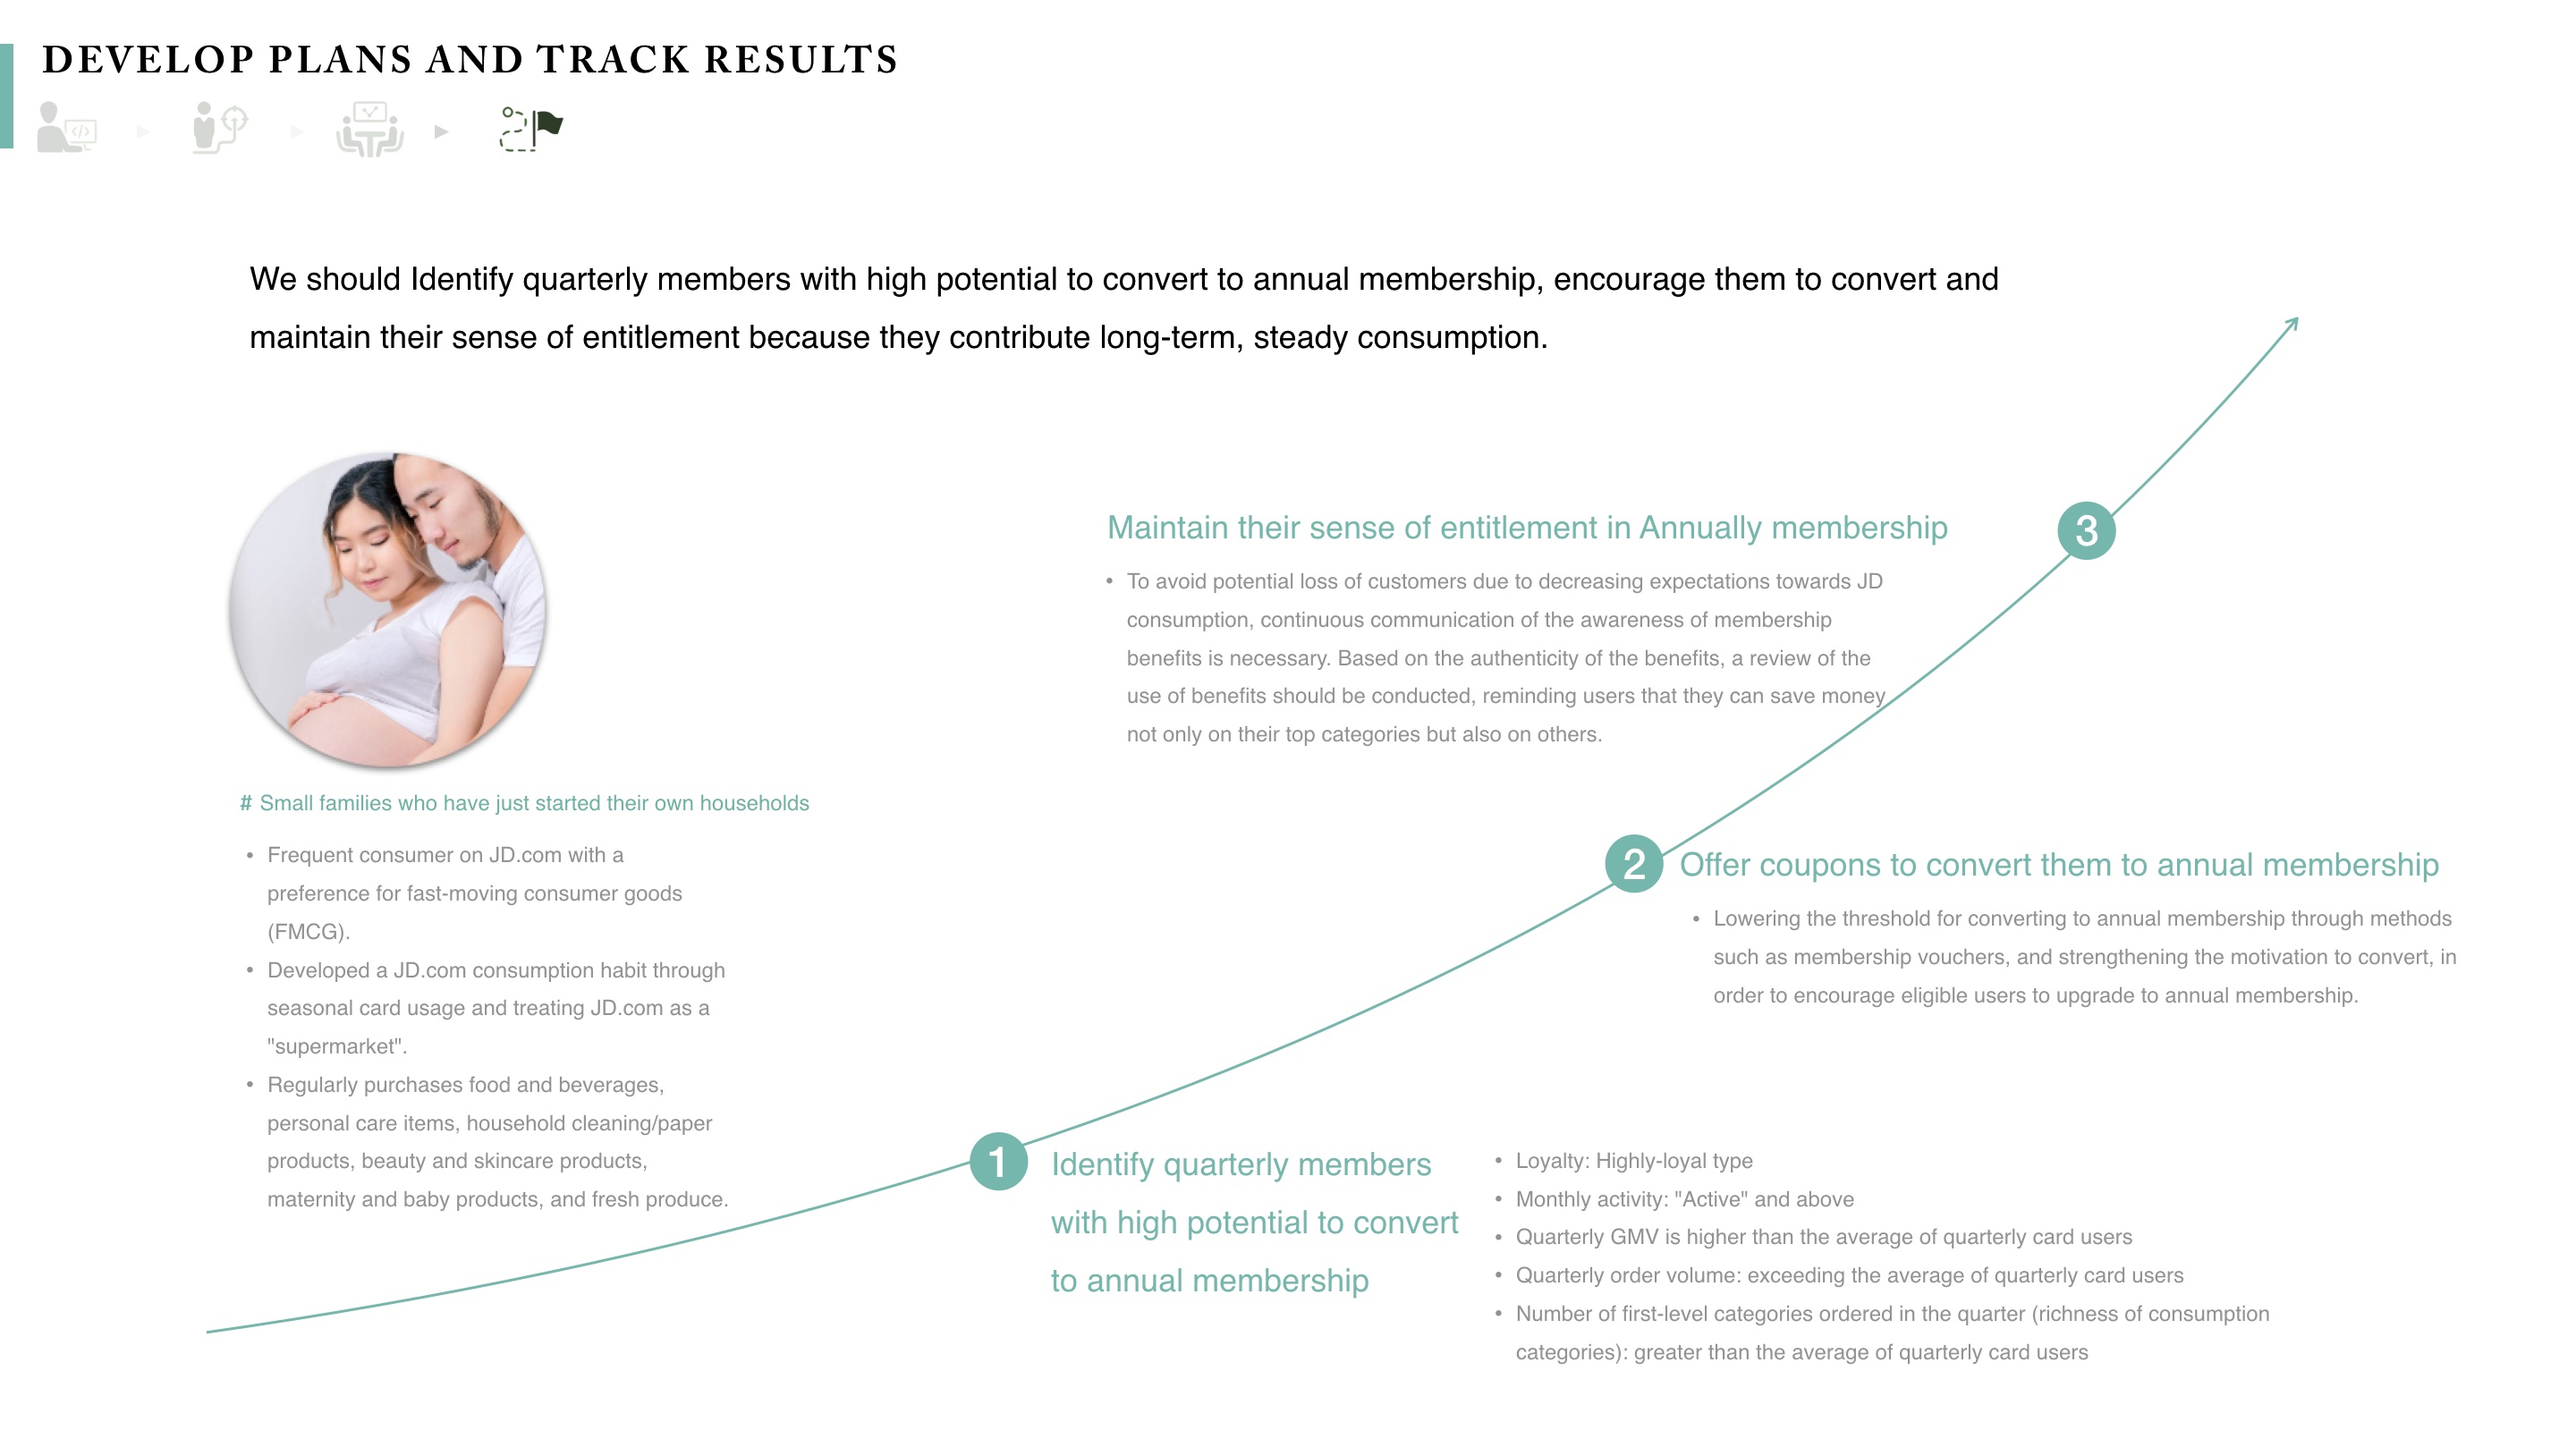 DEVELOP PLANS AND TRACK RESULTS
We should Identify quarterly members with high potential to convert to annual membership, encourage them to convert and
maintain their sense of entitlement because they contribute long-term, steady consumption.
# Small families who have just started their own households
• Frequent consumer on JD.com with a
preference for fast-moving consumer goods
(FMCG).
• Developed a JD.com consumption habit through
seasonal card usage and treating JD.com as a
"supermarket".
• Regularly purchases food and beverages,
personal care items, household cleaning/paper
products, beauty and skincare products,
maternity and baby products, and fresh produce.
3
Maintain their sense of entitlement in Annually membership
• To avoid potential loss of customers due to decreasing expectations towards JD
consumption, continuous communication of the awareness of membership
benefits is necessary. Based on the authenticity of the benefits, a review of the
use of benefits should be conducted, reminding users that they can save money
not only on their top categories but also on others.
2
Offer coupons to convert them to annual membership
• Lowering the threshold for converting to annual membership through methods
such as membership vouchers, and strengthening the motivation to convert, in
order to encourage eligible users to upgrade to annual membership.
1
Identify quarterly members
with high potential to convert
to annual membership
• Loyalty: Highly-loyal type
• Monthly activity: "Active" and above
• Quarterly GMV is higher than the average of quarterly card users
• Quarterly order volume: exceeding the average of quarterly card users
• Number of first-level categories ordered in the quarter (richness of consumption
categories): greater than the average of quarterly card users